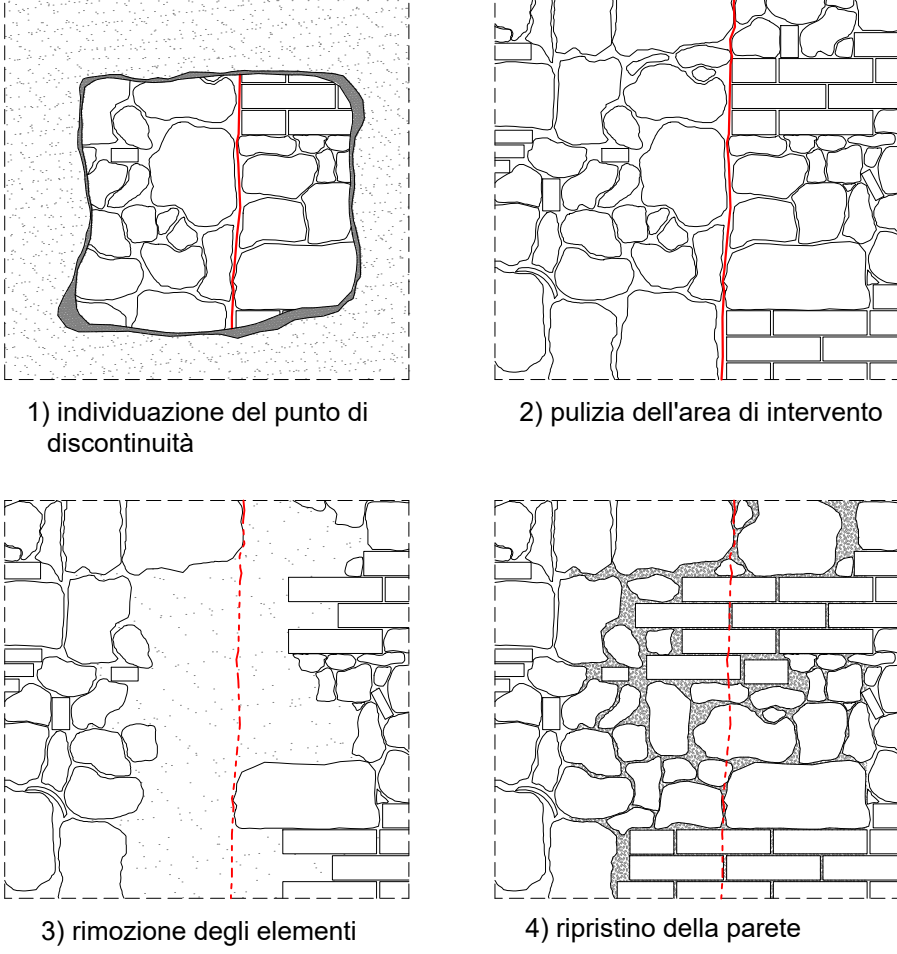 1) individuazione del punto di
discontinuità
2) pulizia dell'area di intervento
3) rimozione degli elementi
4) ripristino della parete